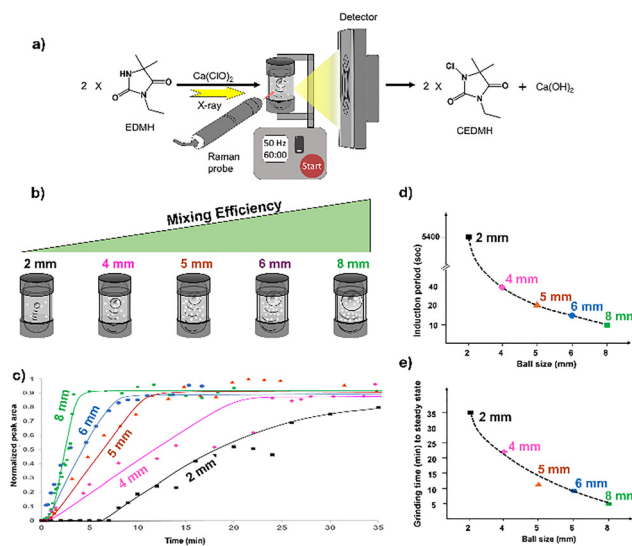 a)
Detector
2 X
HN
O
N
O
EDMH
Ca(ClO)2
X-ray
Raman
probe
50 Hz
60:00
Start
2 X
Cl
N
O
N
O
CEDMH
+ Ca(OH)2
b)
Mixing Efficiency
2 mm 4 mm 5 mm 6 mm 8 mm
c)
Normalized peak area
1
0.9
0.8
0.7
0.6
0.5
0.4
0.3
0.2
0.1
0
8 mm
6 mm
5 mm
4 mm
2 mm
0 5 10 15 20 25 30 35
Time (min)
d)
Induction period (soc)
5400
40
20
10
2 mm
4 mm
5 mm
6 mm
8 mm
2 4 5 6 8
Ball size (mm)
e)
Grinding time (min) to steady state
35
30
25
20
15
10
5
2 mm
4 mm
5 mm
6 mm
8 mm
2 4 5 6 8
Ball size (mm)